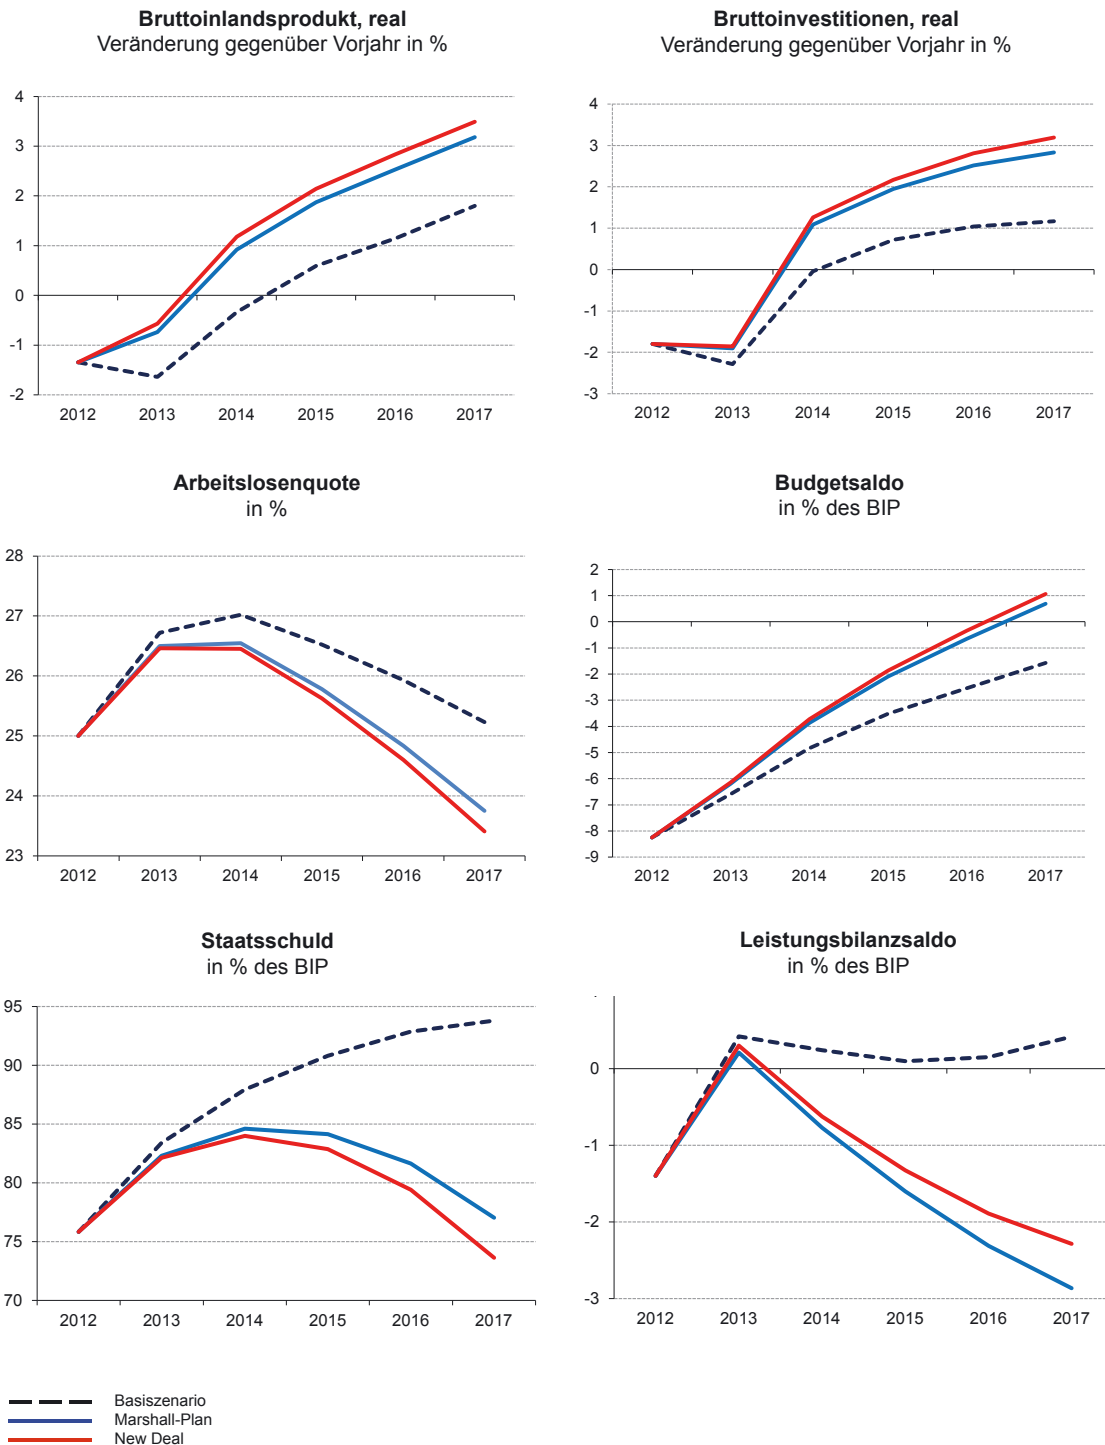 Bruttoinlandsprodukt, real
Veränderung gegenüber Vorjahr in %
4
3
2
1
0
-1
-2
2012 2013 2014 2015 2016 2017
Bruttoinvestitionen, real
Veränderung gegenüber Vorjahr in %
4
3
2
1
0
-1
-2
-3
2012 2013 2014 2015 2016 2017
Arbeitslosenquote
in %
28
27
26
25
24
23
2012 2013 2014 2015 2016 2017
Budgetsaldo
in % des BIP
2
1
0
-1
-2
-3
-4
-5
-6
-7
-8
-9
2012 2013 2014 2015 2016 2017
Staatsschuld
in % des BIP
95
90
85
80
75
70
2012 2013 2014 2015 2016 2017
Leistungsbilanzsaldo
in % des BIP
0
-1
-2
-3
2012 2013 2014 2015 2016 2017
Basiszenario
Marshall-Plan
New Deal